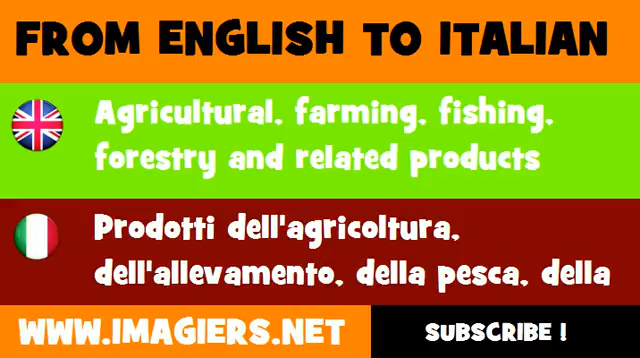 FROM ENGLISH TO ITALIAN
Agricultural, farming, fishing,
forestry and related products
Prodotti dell'agricoltura,
dell'allevamento, della pesca, della
WWW.IMAGIERS.NET
SUBSCRIBE !